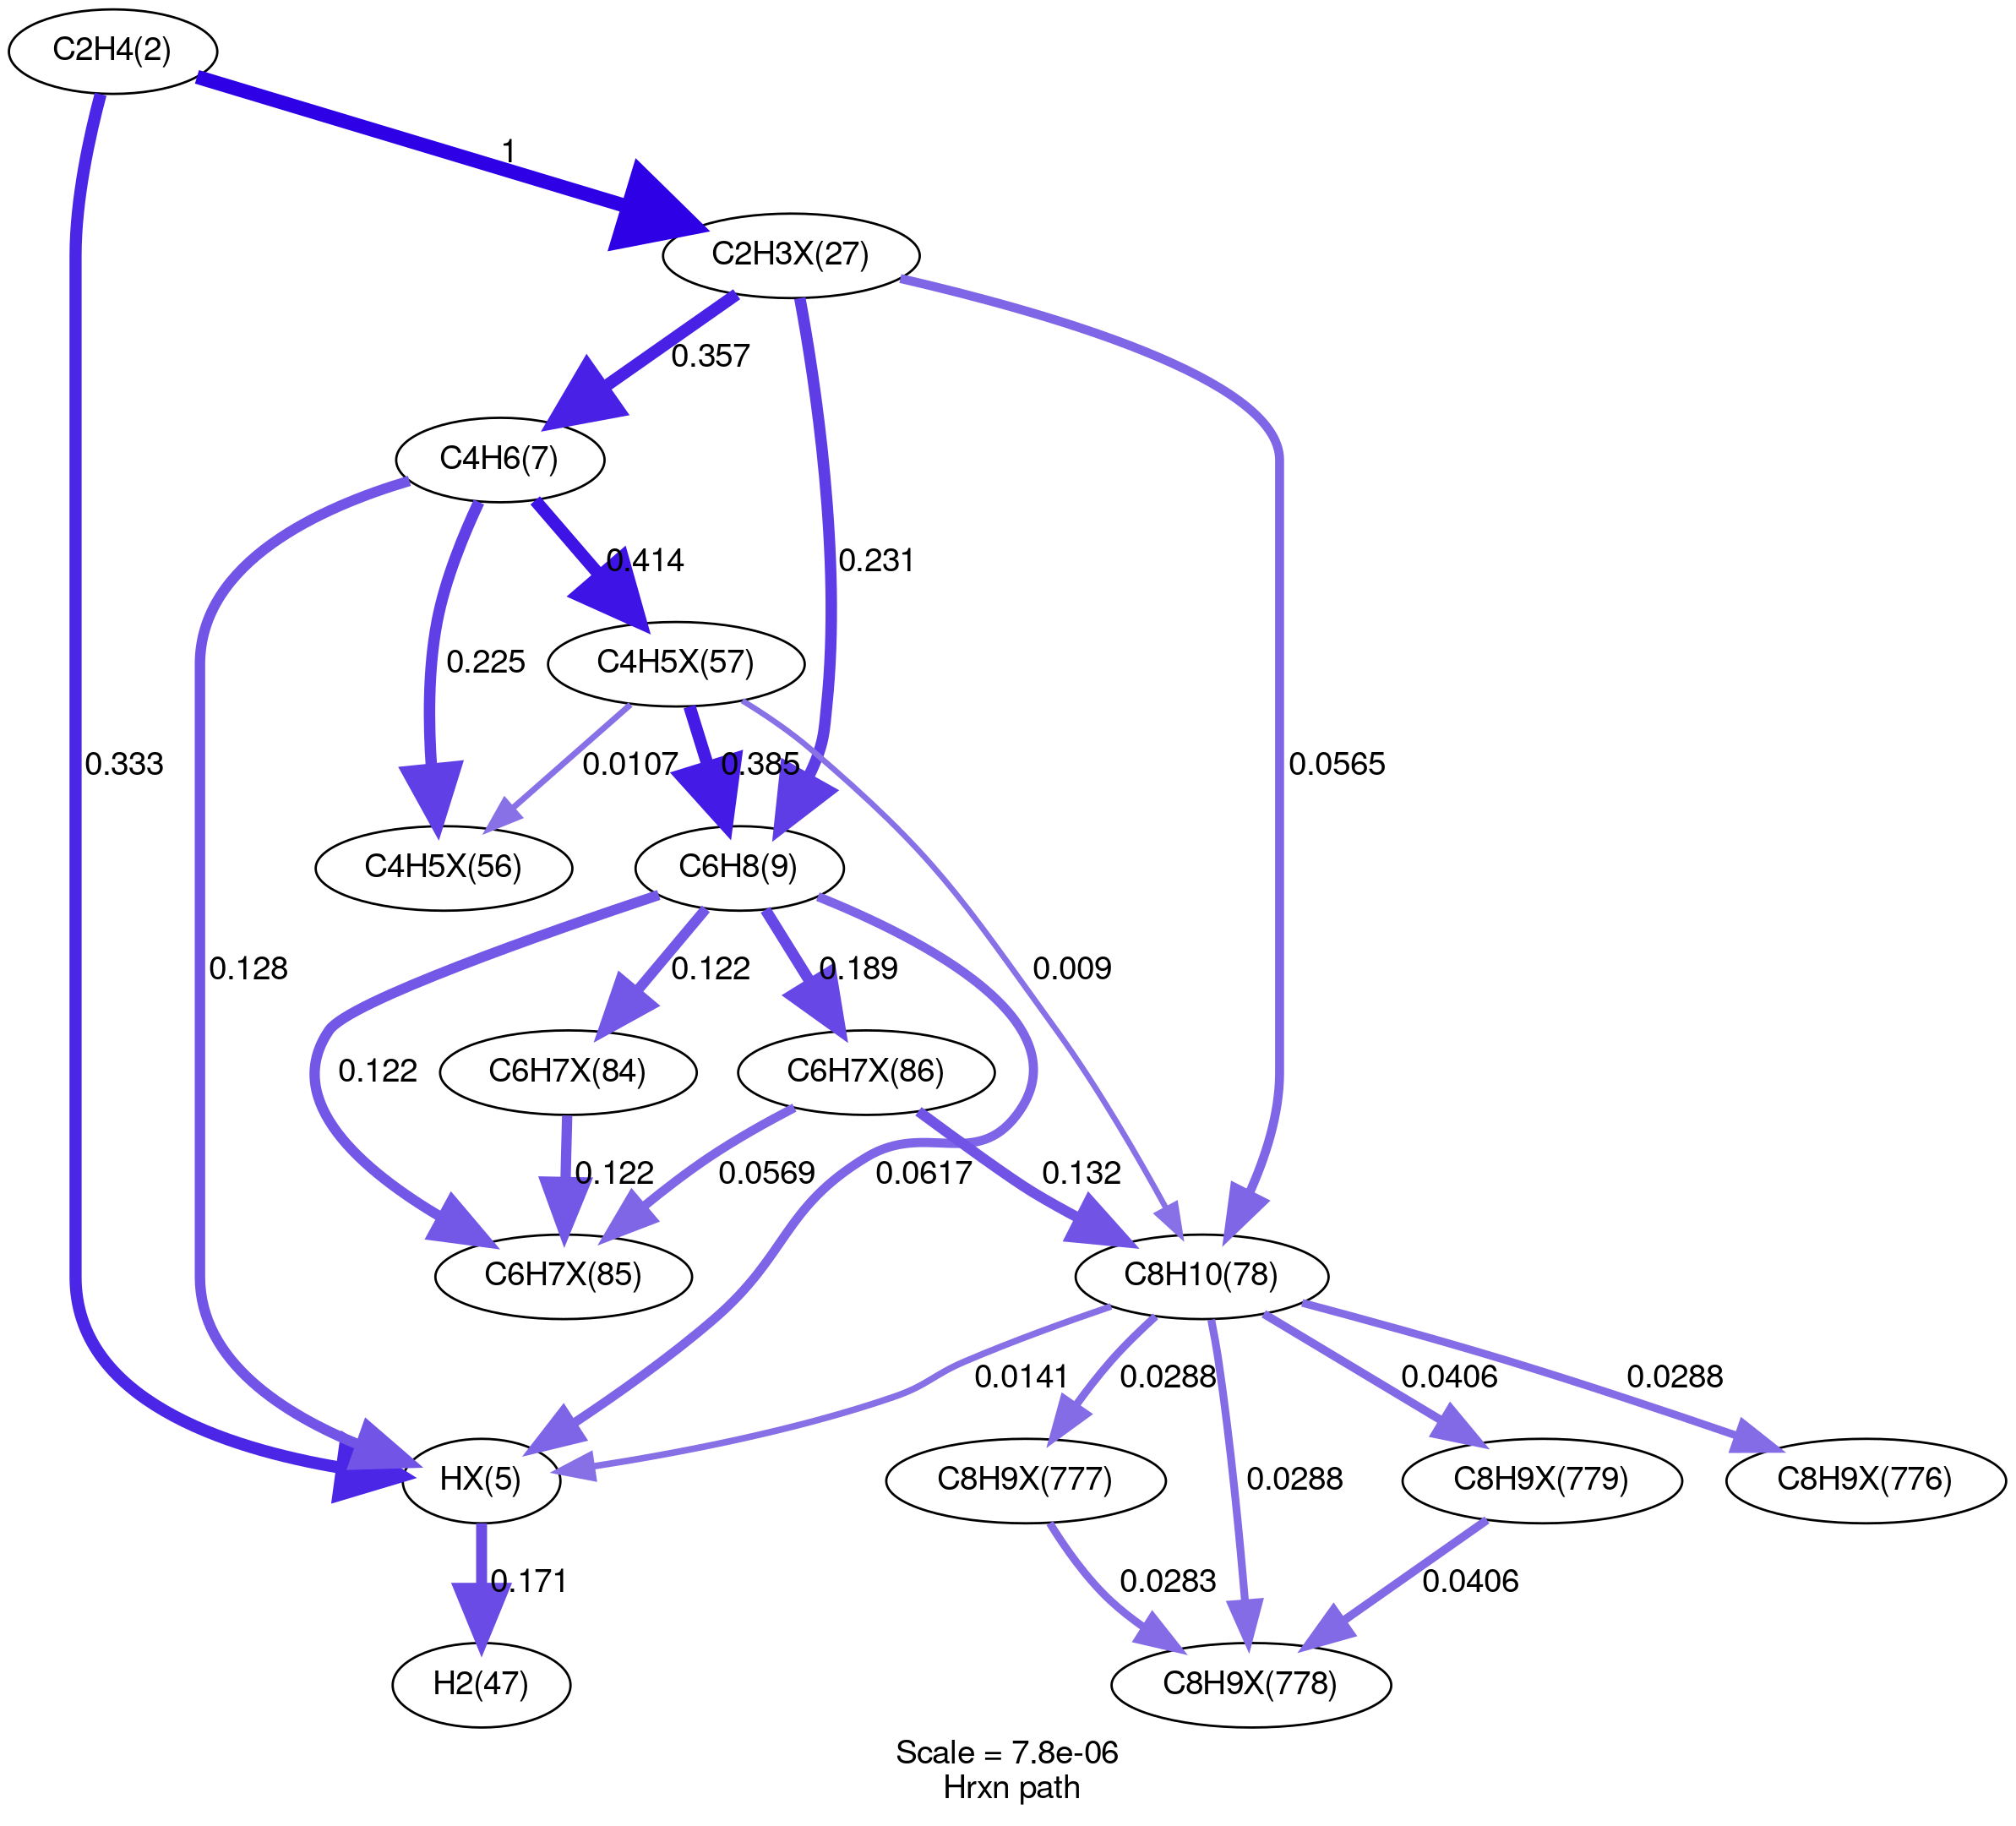 C2H4(2)
1
C2H3X(27)
0.357
C4H6(7)
0.414
0.231
0.225
C4H5X(57)
0.333
0.0107
0.385
0.0565
C4H5X(56)
C6H8(9)
0.128
0.122
0.189
0.009
0.122
C6H7X(84)
C6H7X(86)
0.122
0.0569
0.0617
0.132
C6H7X(85)
C8H10(78)
0.0141
0.0288
0.0406
0.0288
HX(5)
C8H9X(777)
0.0288
C8H9X(779)
C8H9X(776)
0.171
0.0283
0.0406
H2(47)
C8H9X(778)
Scale = 7.8e-06
Hrxn path